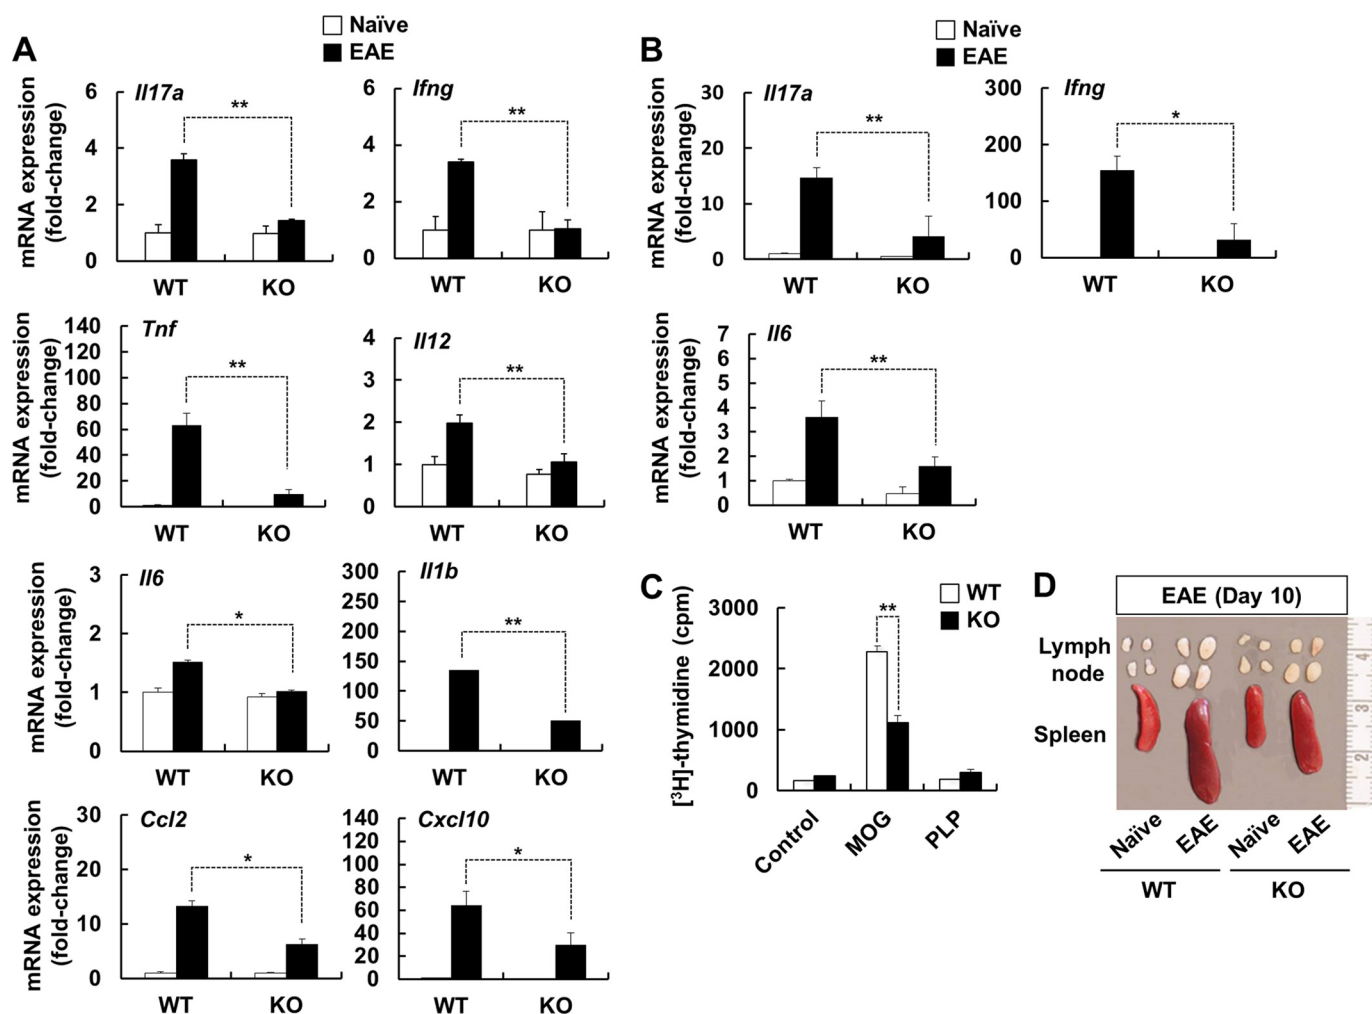 A
Naïve
EAE
Il17a
**
mRNA expression
(fold-change)
6
4
2
0
WT
KO
Ifng
**
6
4
2
0
WT
KO
Tnf
**
mRNA expression
(fold-change)
140
120
100
80
60
40
20
0
WT
KO
Il12
**
4
3
2
1
0
WT
KO
Il6
*
mRNA expression
(fold-change)
3
2
1
0
WT
KO
Il1b
**
300
250
200
150
100
50
0
WT
KO
Ccl2
*
mRNA expression
(fold-change)
30
20
10
0
WT
KO
Cxcl10
*
140
120
100
80
60
40
20
0
WT
KO
B
Naïve
EAE
Il17a
**
mRNA expression
(fold-change)
30
20
10
0
WT
KO
Ifng
*
300
200
100
0
WT
KO
Il6
**
mRNA expression
(fold-change)
7
6
5
4
3
2
1
0
WT
KO
C
WT
KO
**
[³H]-thymidine (cpm)
3000
2000
1000
0
Control
MOG
PLP
D
EAE (Day 10)
Lymph
node
Spleen
4
3
2
Naïve
EAE
Naïve
EAE
WT
KO